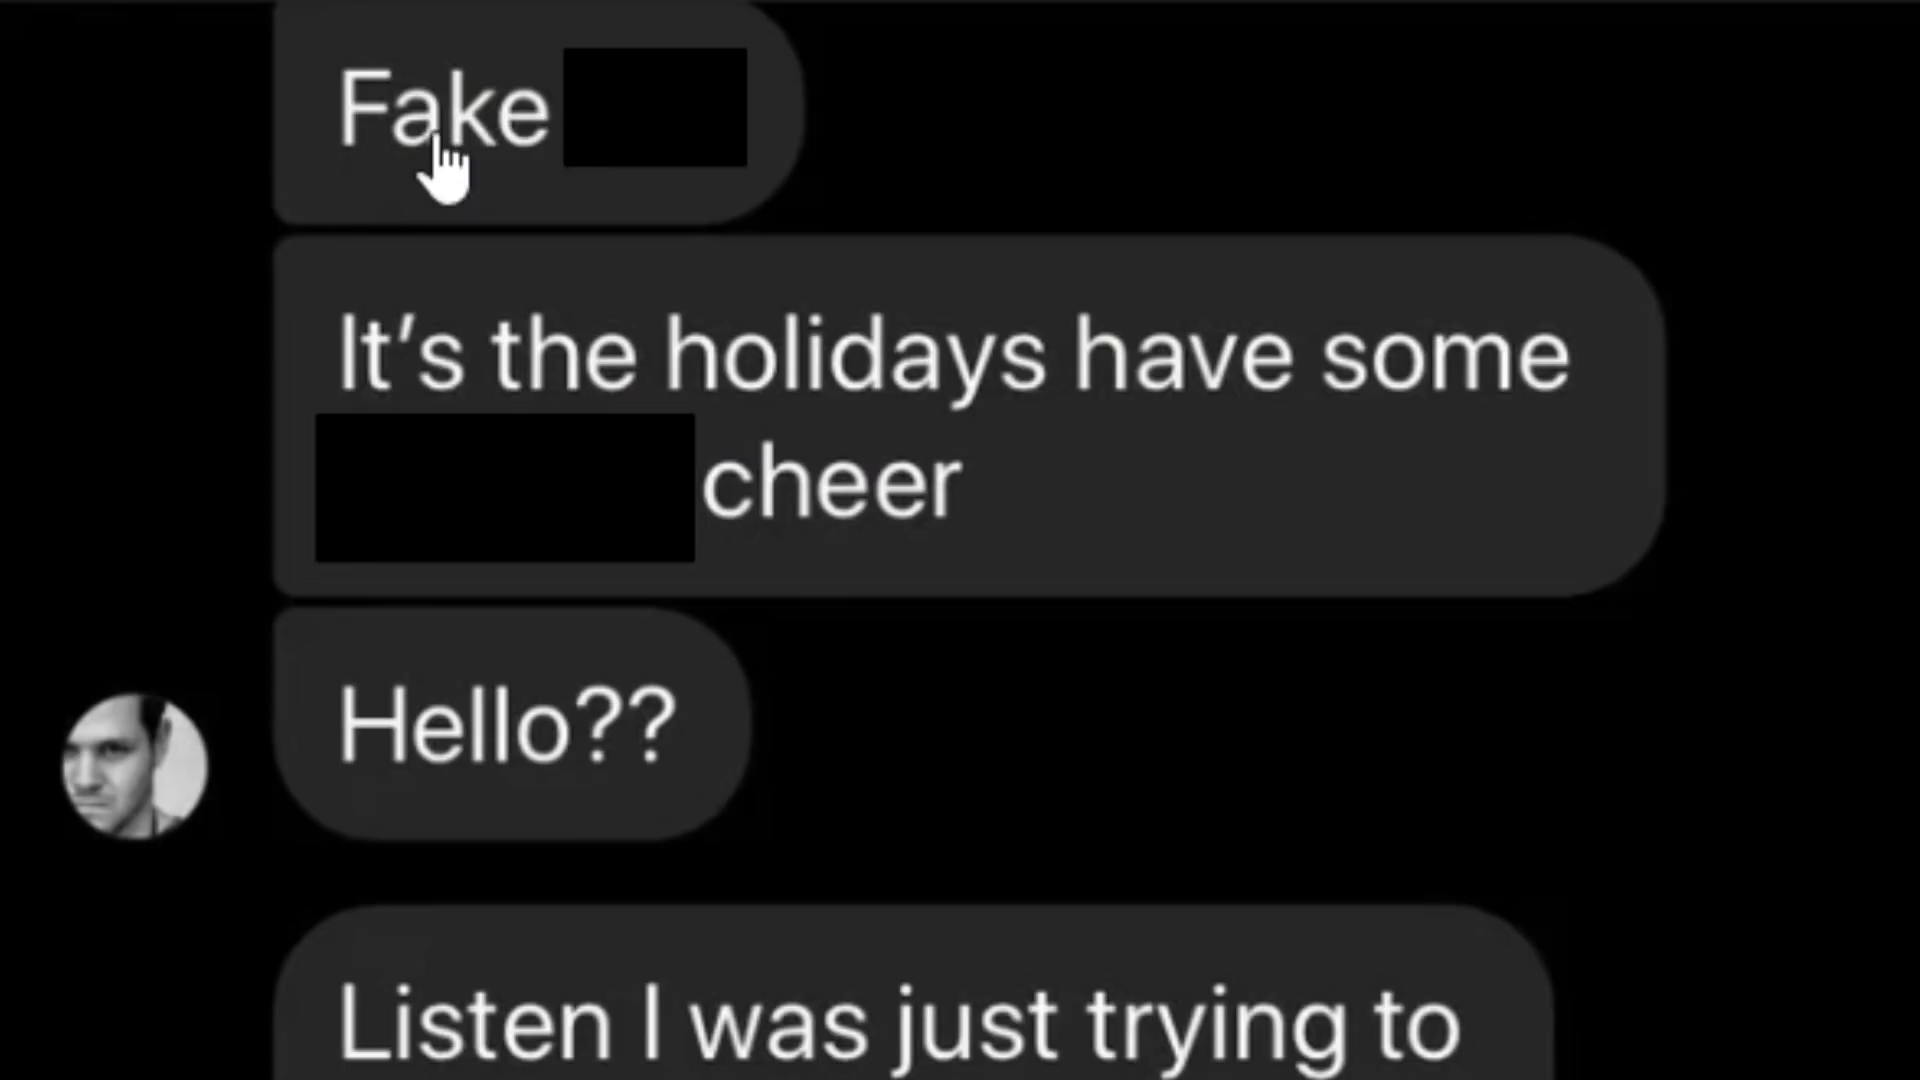 Fake
It’s the holidays have some
cheer
Hello??
Listen I was just trying to